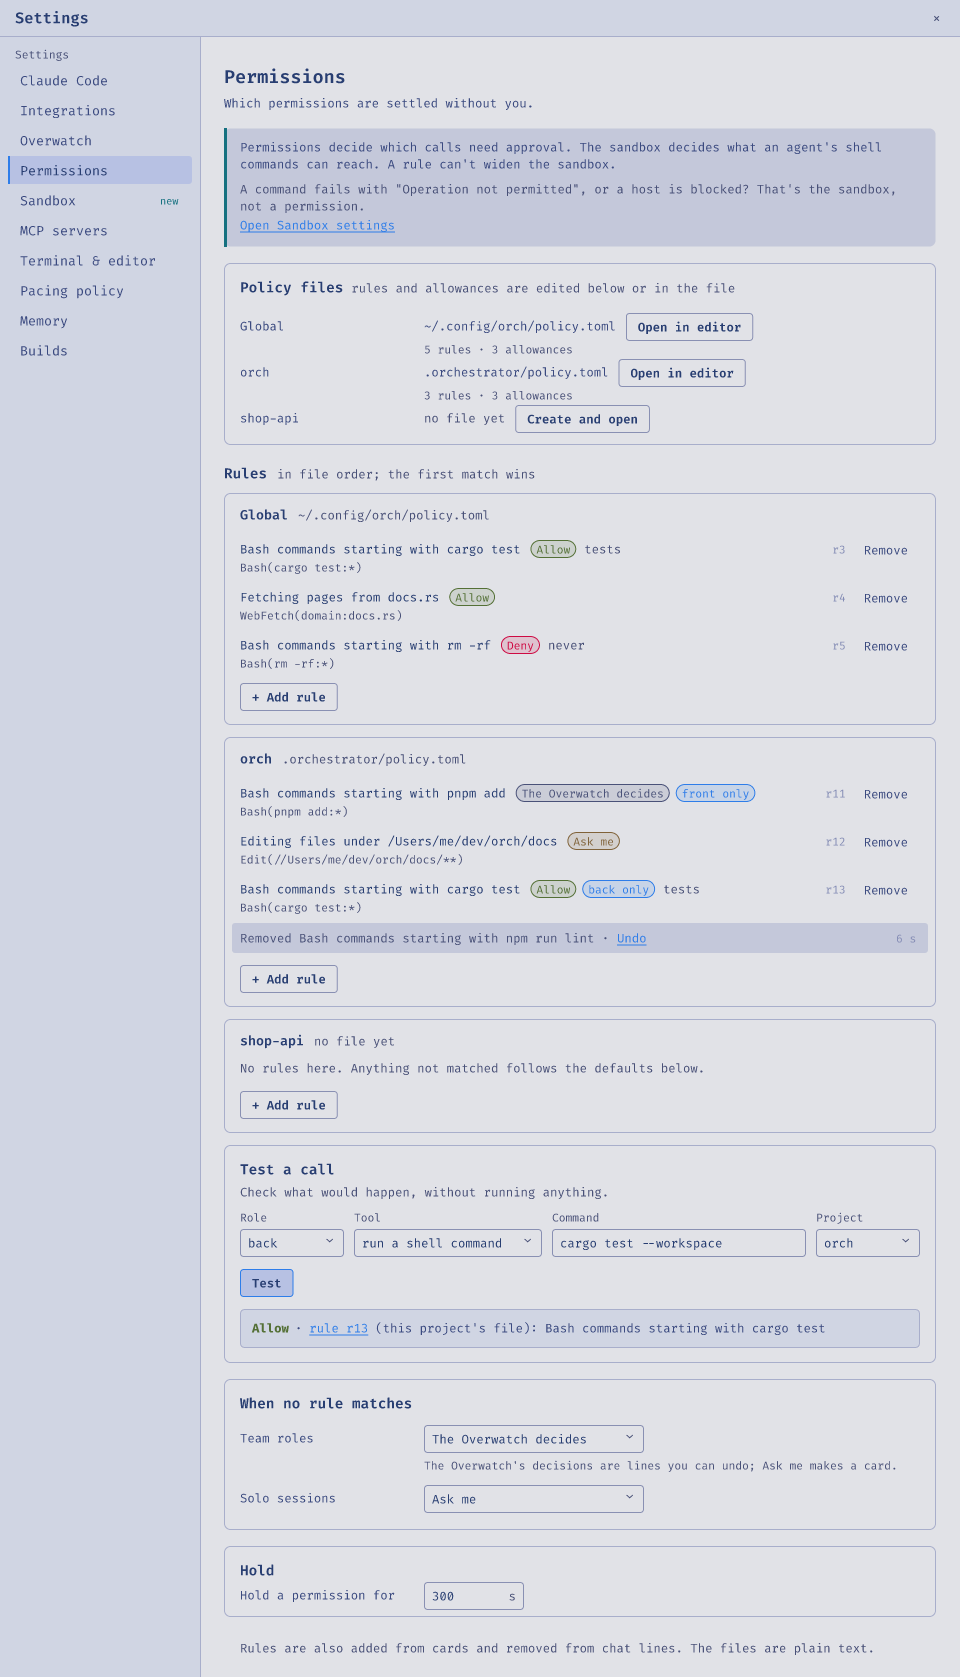 Settings ×
Settings
Claude Code
Integrations
Overwatch
Permissions
Sandbox new
MCP servers
Terminal & editor
Pacing policy
Memory
Builds
Permissions
Which permissions are settled without you.
Permissions decide which calls need approval. The sandbox decides what an agent's shell
commands can reach. A rule can't widen the sandbox.
A command fails with "Operation not permitted", or a host is blocked? That's the sandbox,
not a permission.
Open Sandbox settings
Policy files rules and allowances are edited below or in the file
Global ~/.config/orch/policy.toml Open in editor
5 rules · 3 allowances
orch .orchestrator/policy.toml Open in editor
3 rules · 3 allowances
shop-api no file yet Create and open
Rules in file order; the first match wins
Global ~/.config/orch/policy.toml
Bash commands starting with cargo test Allow tests r3 Remove
Bash(cargo test:*)
Fetching pages from docs.rs Allow r4 Remove
WebFetch(domain:docs.rs)
Bash commands starting with rm -rf Deny never r5 Remove
Bash(rm -rf:*)
+ Add rule
orch .orchestrator/policy.toml
Bash commands starting with pnpm add The Overwatch decides front only r11 Remove
Bash(pnpm add:*)
Editing files under /Users/me/dev/orch/docs Ask me r12 Remove
Edit(//Users/me/dev/orch/docs/**)
Bash commands starting with cargo test Allow back only tests r13 Remove
Bash(cargo test:*)
Removed Bash commands starting with npm run lint · Undo 6 s
+ Add rule
shop-api no file yet
No rules here. Anything not matched follows the defaults below.
+ Add rule
Test a call
Check what would happen, without running anything.
Role Tool Command Project
back run a shell command cargo test --workspace orch
Test
Allow · rule r13 (this project's file): Bash commands starting with cargo test
When no rule matches
Team roles The Overwatch decides
The Overwatch's decisions are lines you can undo; Ask me makes a card.
Solo sessions Ask me
Hold
Hold a permission for 300 s
Rules are also added from cards and removed from chat lines. The files are plain text.